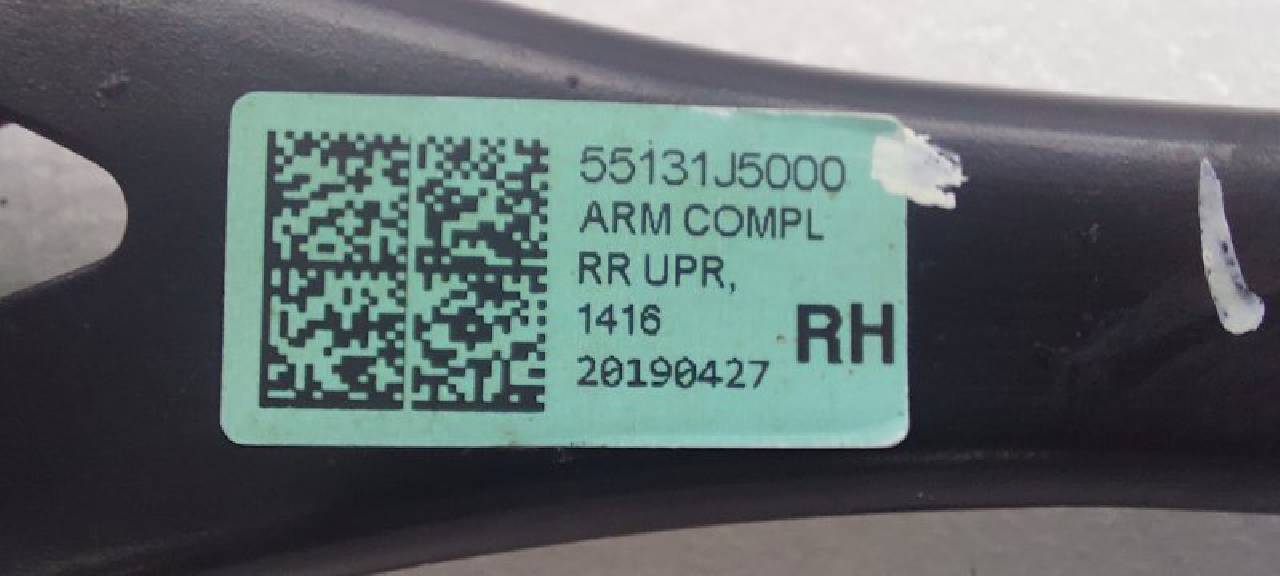 55131J5000
ARM COMPL
RR UPR,
1416
RH
20190427